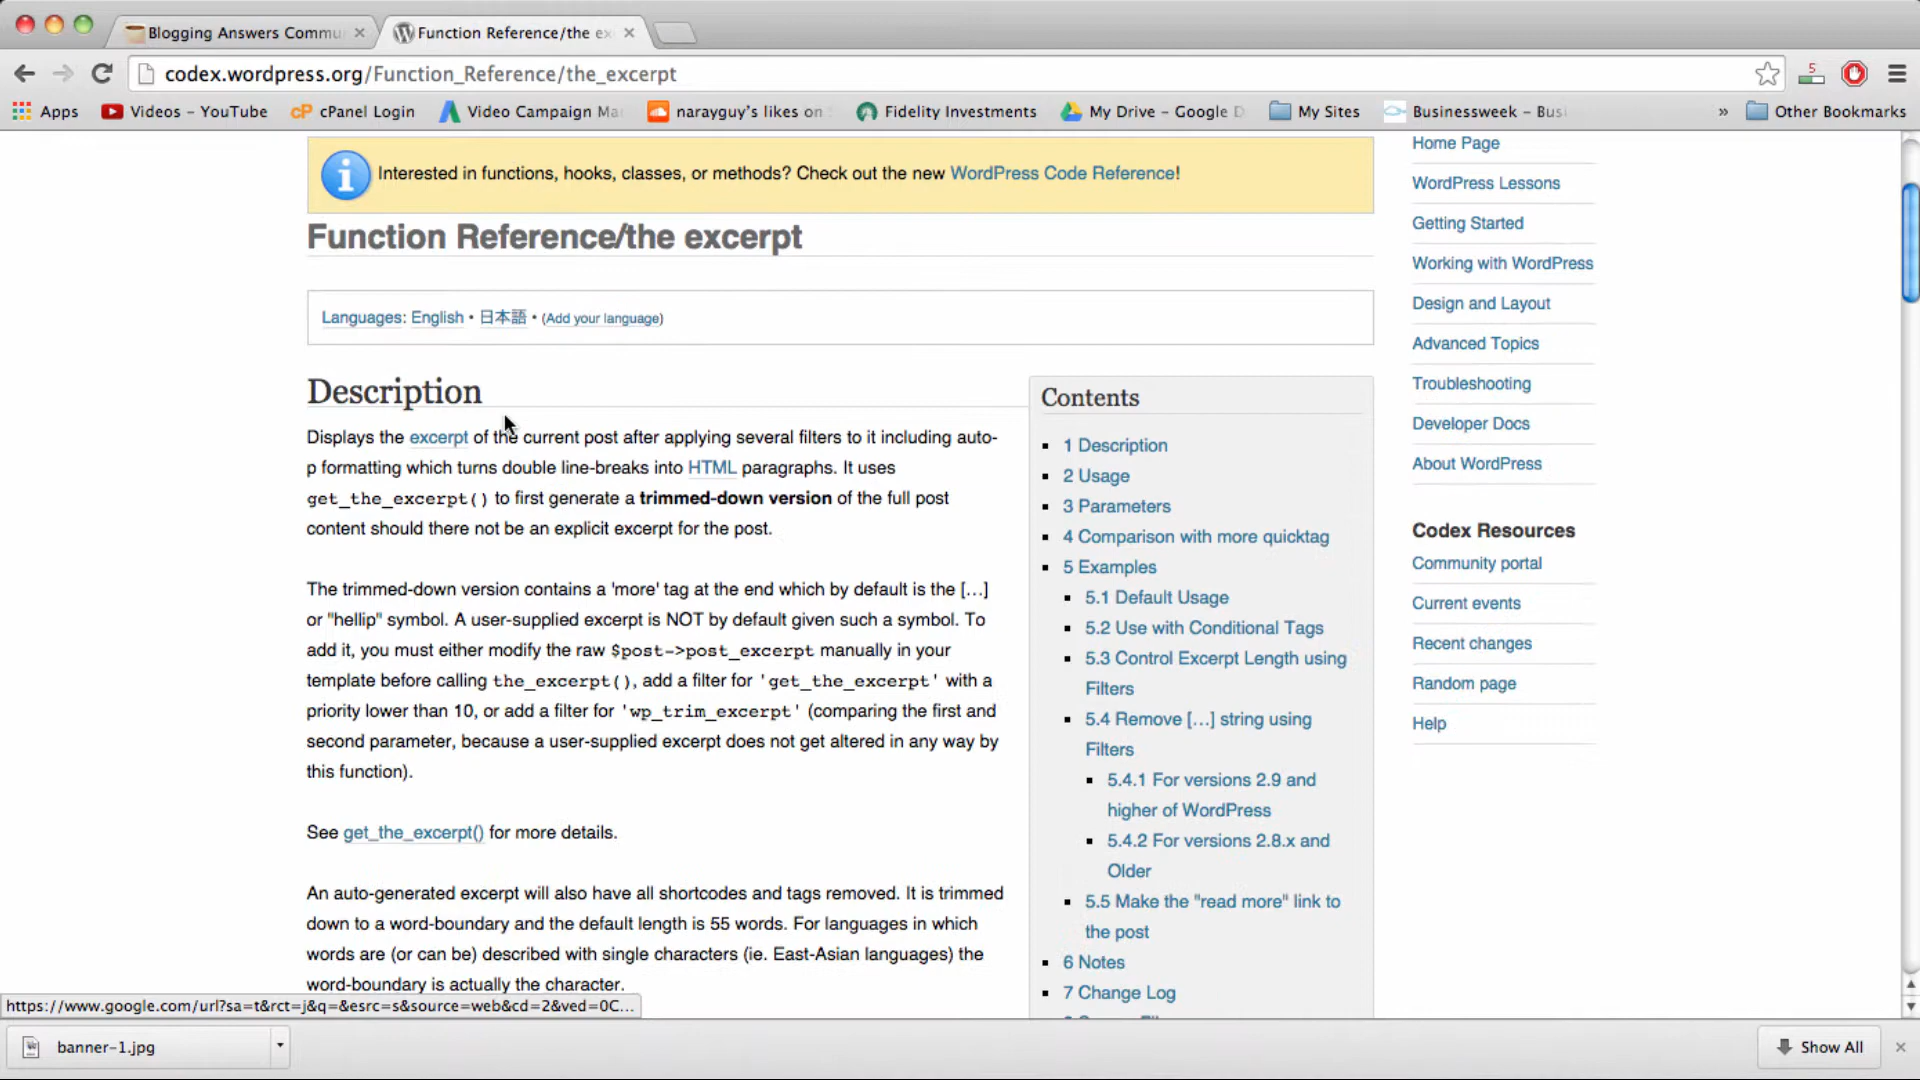 Blogging Answers Commu
Function Reference/the ex
codex.wordpress.org/Function_Reference/the_excerpt
5
Apps
Videos – YouTube
cPanel Login
Video Campaign Ma
narayguy's likes on
Fidelity Investments
My Drive – Google D
My Sites
Businessweek – Busi
»
Other Bookmarks
Interested in functions, hooks, classes, or methods? Check out the new WordPress Code Reference!
Function Reference/the excerpt
Languages: English • 日本語 • (Add your language)
Description
Displays the excerpt of the current post after applying several filters to it including auto-
p formatting which turns double line-breaks into HTML paragraphs. It uses
get_the_excerpt() to first generate a trimmed-down version of the full post
content should there not be an explicit excerpt for the post.
The trimmed-down version contains a 'more' tag at the end which by default is the [...]
or "hellip" symbol. A user-supplied excerpt is NOT by default given such a symbol. To
add it, you must either modify the raw $post->post_excerpt manually in your
template before calling the_excerpt(), add a filter for 'get_the_excerpt' with a
priority lower than 10, or add a filter for 'wp_trim_excerpt' (comparing the first and
second parameter, because a user-supplied excerpt does not get altered in any way by
this function).
See get_the_excerpt() for more details.
An auto-generated excerpt will also have all shortcodes and tags removed. It is trimmed
down to a word-boundary and the default length is 55 words. For languages in which
words are (or can be) described with single characters (ie. East-Asian languages) the
word-boundary is actually the character.
Contents
1 Description
2 Usage
3 Parameters
4 Comparison with more quicktag
5 Examples
5.1 Default Usage
5.2 Use with Conditional Tags
5.3 Control Excerpt Length using
Filters
5.4 Remove [...] string using
Filters
5.4.1 For versions 2.9 and
higher of WordPress
5.4.2 For versions 2.8.x and
Older
5.5 Make the "read more" link to
the post
6 Notes
7 Change Log
Home Page
WordPress Lessons
Getting Started
Working with WordPress
Design and Layout
Advanced Topics
Troubleshooting
Developer Docs
About WordPress
Codex Resources
Community portal
Current events
Recent changes
Random page
Help
https://www.google.com/url?sa=t&rct=j&q=&esrc=s&source=web&cd=2&ved=0C...
banner-1.jpg
Show All